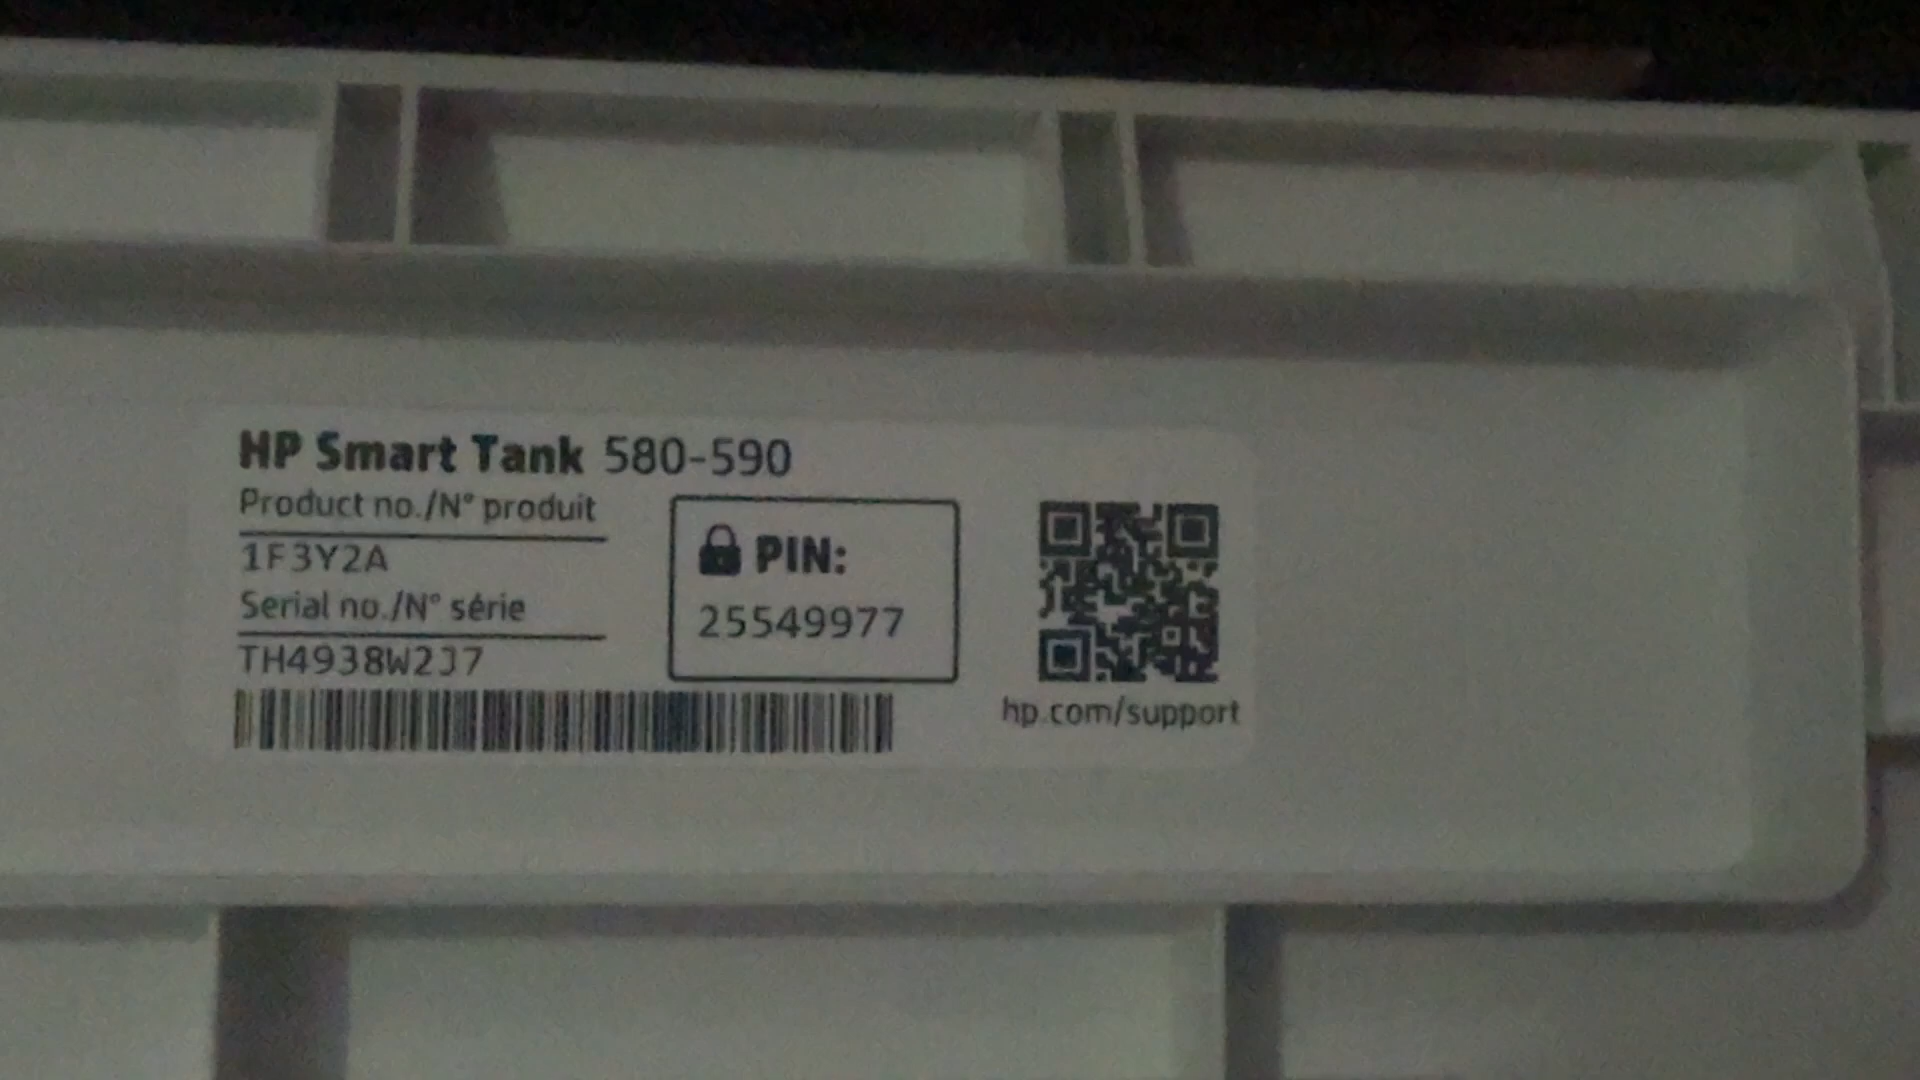 HP Smart Tank 580-590
Product no./N° produit
1F3Y2A
Serial no./N° série
TH4938W2J7
PIN:
25549977
hp.com/support